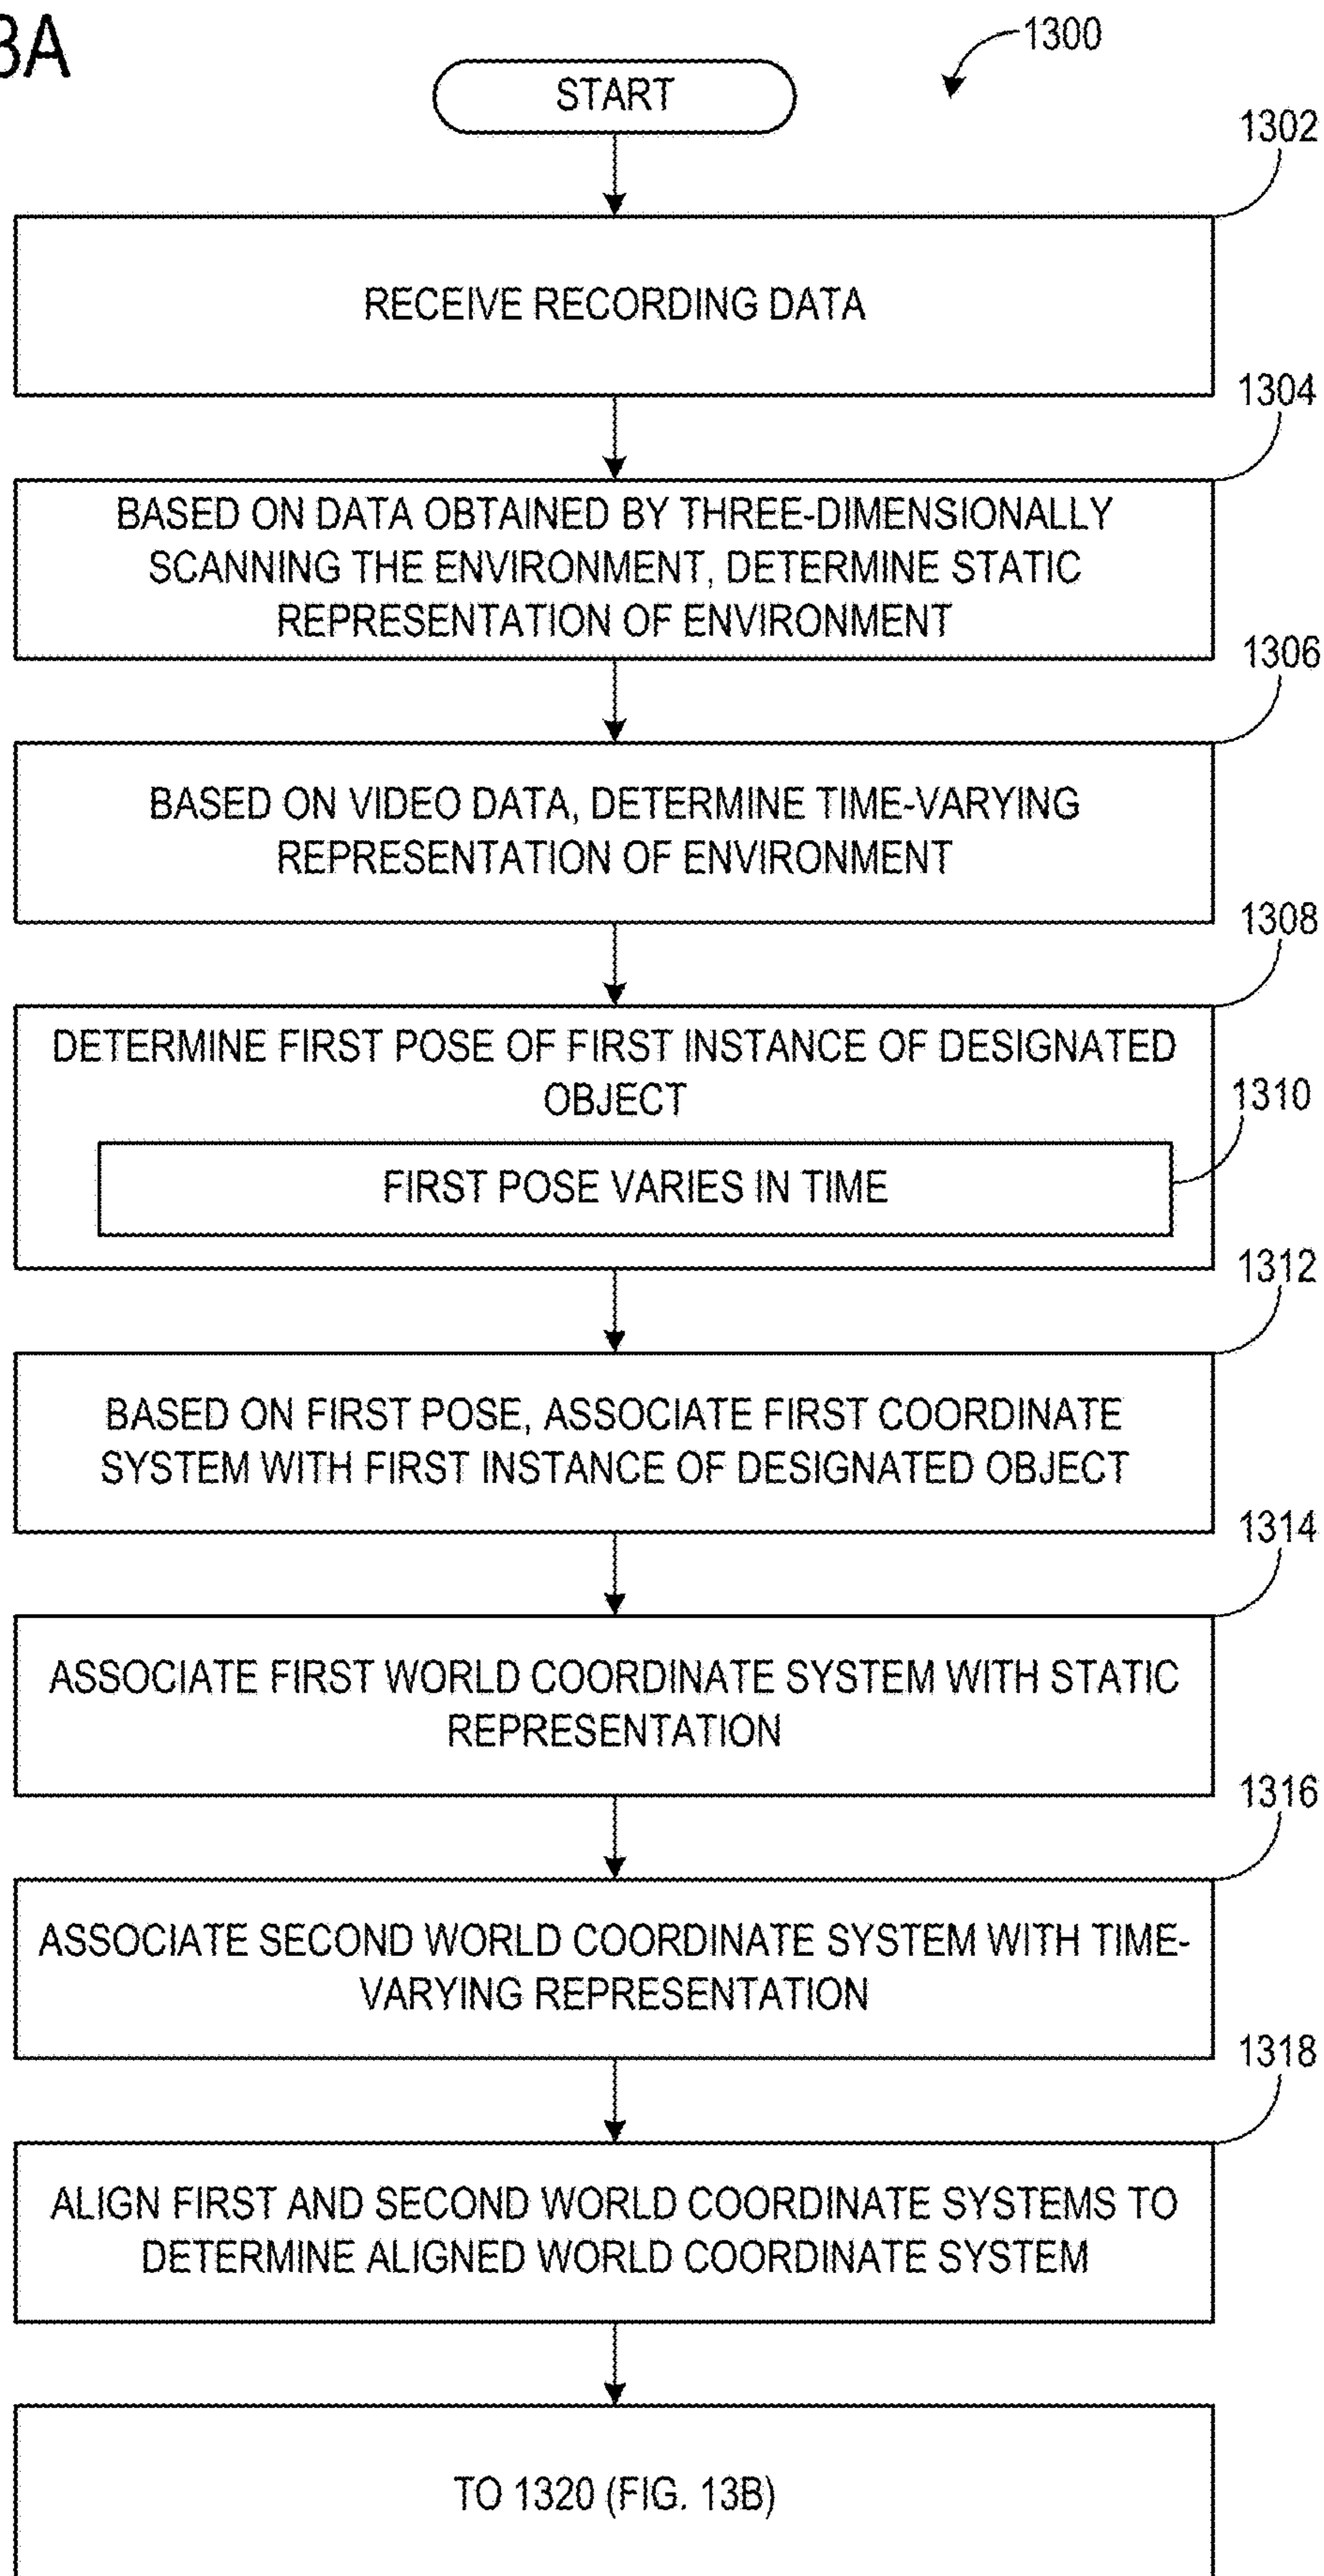 3A
1300
START
1302
RECEIVE RECORDING DATA
1304
BASED ON DATA OBTAINED BY THREE-DIMENSIONALLY
SCANNING THE ENVIRONMENT, DETERMINE STATIC
REPRESENTATION OF ENVIRONMENT
1306
BASED ON VIDEO DATA, DETERMINE TIME-VARYING
REPRESENTATION OF ENVIRONMENT
1308
DETERMINE FIRST POSE OF FIRST INSTANCE OF DESIGNATED
OBJECT
1310
FIRST POSE VARIES IN TIME
1312
BASED ON FIRST POSE, ASSOCIATE FIRST COORDINATE
SYSTEM WITH FIRST INSTANCE OF DESIGNATED OBJECT
1314
ASSOCIATE FIRST WORLD COORDINATE SYSTEM WITH STATIC
REPRESENTATION
1316
ASSOCIATE SECOND WORLD COORDINATE SYSTEM WITH TIME-
VARYING REPRESENTATION
1318
ALIGN FIRST AND SECOND WORLD COORDINATE SYSTEMS TO
DETERMINE ALIGNED WORLD COORDINATE SYSTEM
TO 1320 (FIG. 13B)